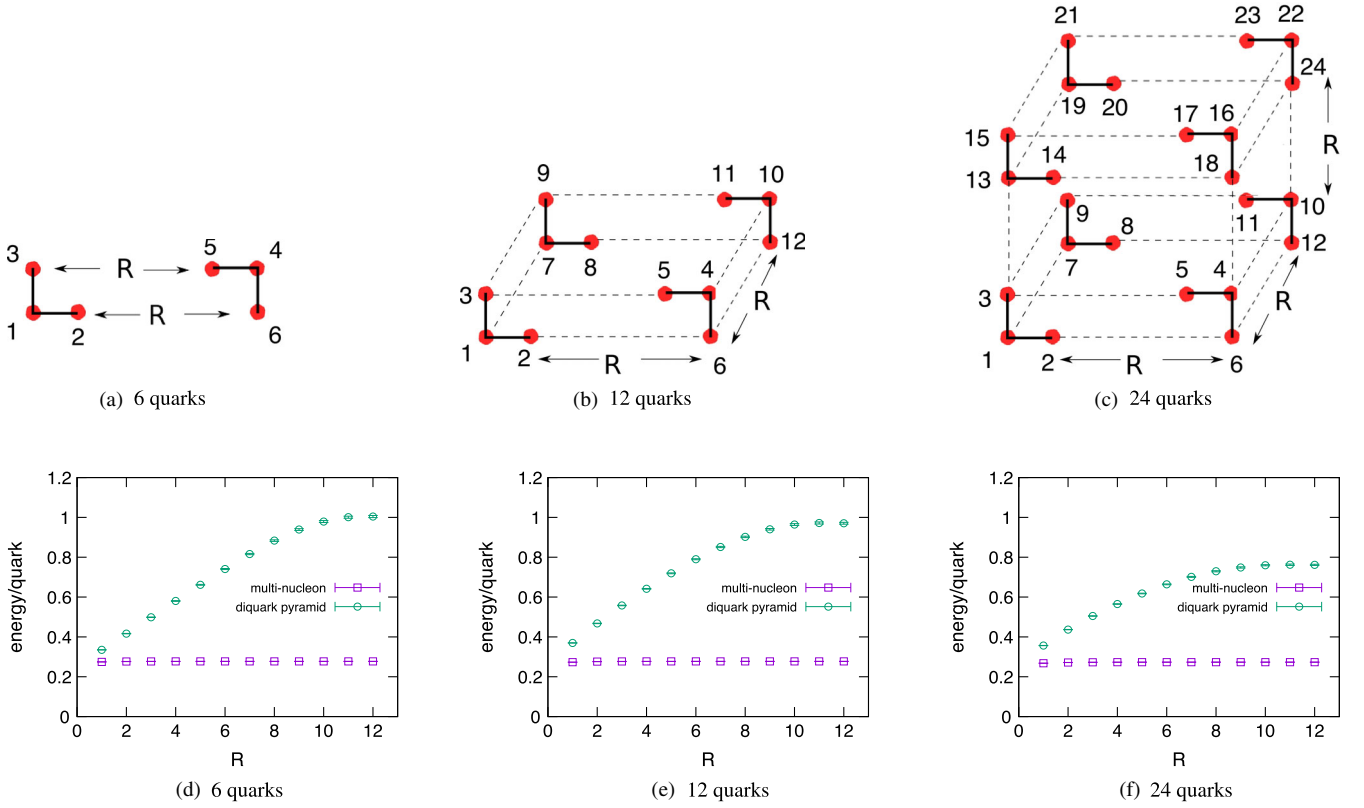 21 23 22
24
19 20
17 16
R
15
14
18
13
9 11 10
9
11 10
8
5 4
12
5 4
3 R R
7
12
7 8
5 4
3
3 R
R
1 2 6
1 2 R 6
1 2 R 6
(a) 6 quarks
(b) 12 quarks
(c) 24 quarks
energy/quark
1.2
1
0.8
0.6
0.4
0.2
0
multi-nucleon
diquark pyramid
0 2 4 6 8 10 12
R
(d) 6 quarks
energy/quark
1.2
1
0.8
0.6
0.4
0.2
0
multi-nucleon
diquark pyramid
0 2 4 6 8 10 12
R
(e) 12 quarks
energy/quark
1.2
1
0.8
0.6
0.4
0.2
0
multi-nucleon
diquark pyramid
0 2 4 6 8 10 12
R
(f) 24 quarks